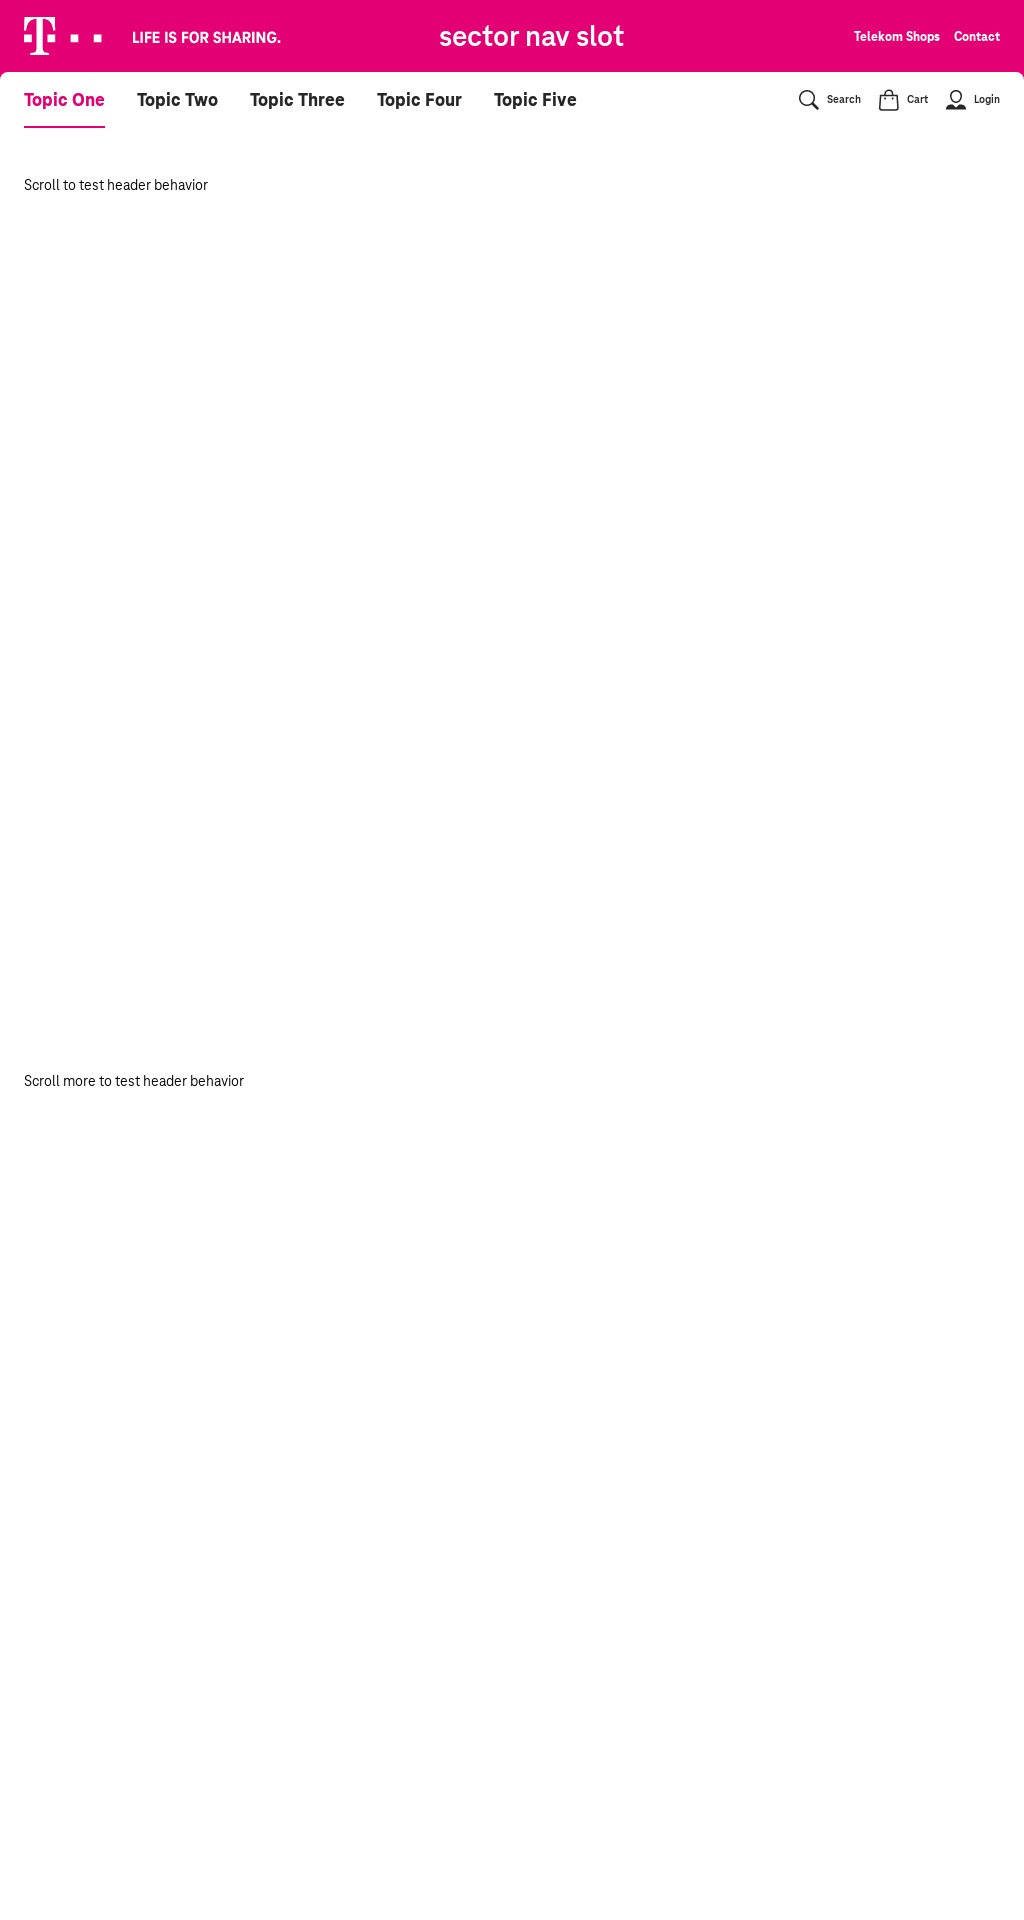 T LIFE IS FOR SHARING. sector nav slot Telekom Shops Contact
Topic One Topic Two Topic Three Topic Four Topic Five Search Cart Login
Scroll to test header behavior
Scroll more to test header behavior